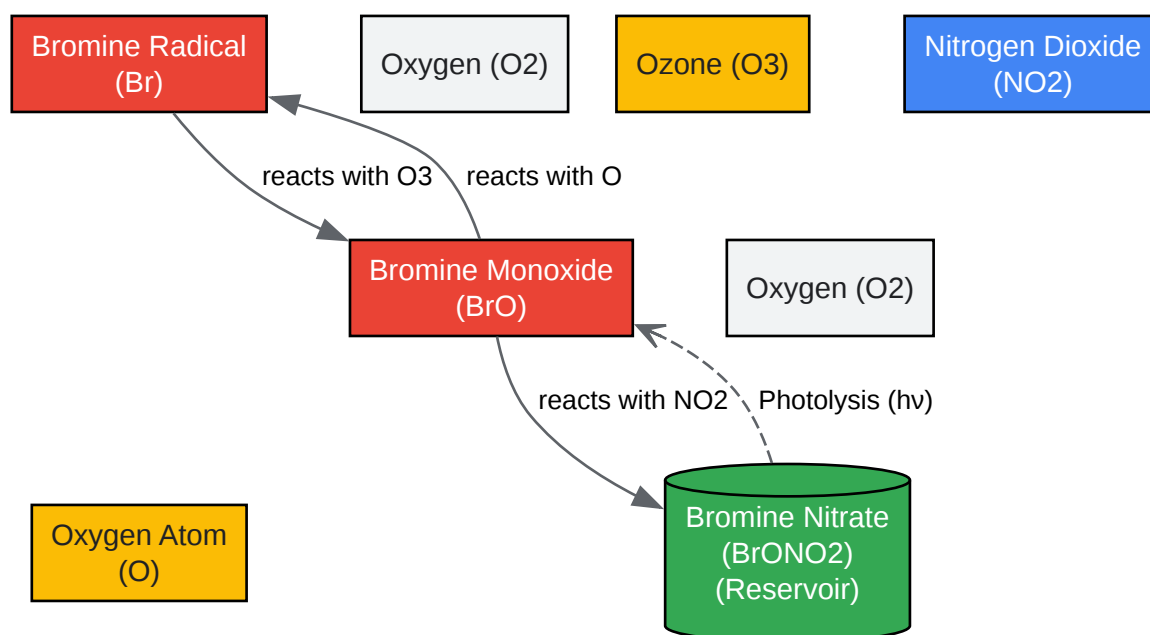 Bromine Radical
(Br)
Oxygen (O2)
Ozone (O3)
Nitrogen Dioxide
(NO2)
reacts with O3
reacts with O
Bromine Monoxide
(BrO)
Oxygen (O2)
reacts with NO2
Photolysis (hν)
Oxygen Atom
(O)
Bromine Nitrate
(BrONO2)
(Reservoir)